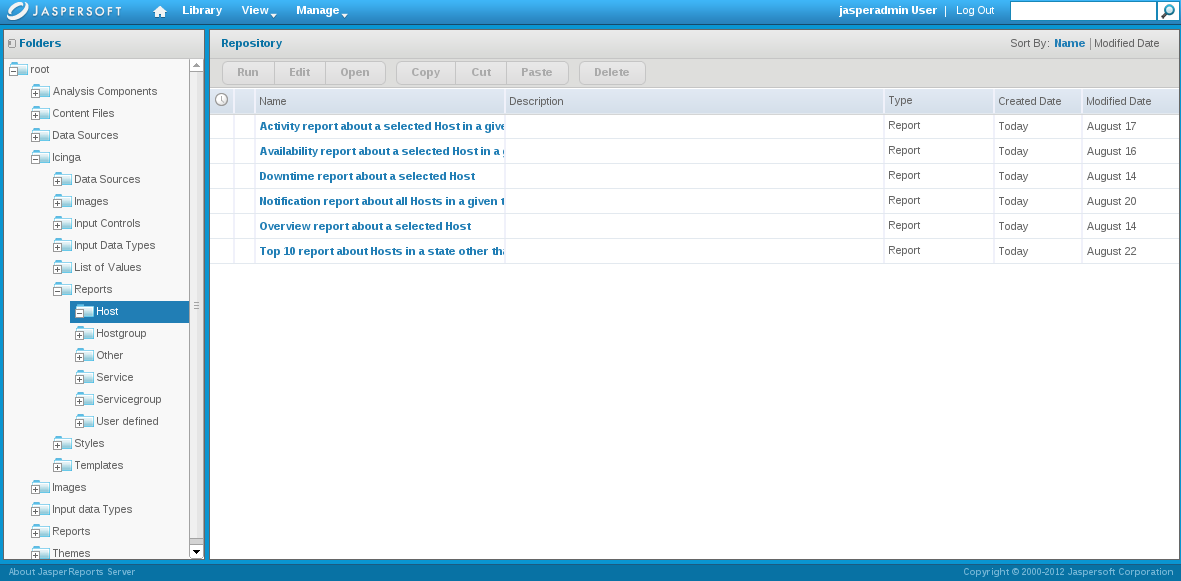 JASPERSOFT Library View Manage jasperadmin User | Log Out
Folders
root
Analysis Components
Content Files
Data Sources
Icinga
Data Sources
Images
Input Controls
Input Data Types
List of Values
Reports
Host
Hostgroup
Other
Service
Servicegroup
User defined
Styles
Templates
Images
Input data Types
Reports
Themes
Repository Sort By: Name | Modified Date
Run Edit Open Copy Cut Paste Delete
Name Description Type Created Date Modified Date
Activity report about a selected Host in a give Report Today August 17
Availability report about a selected Host in a Report Today August 16
Downtime report about a selected Host Report Today August 14
Notification report about all Hosts in a given t Report Today August 20
Overview report about a selected Host Report Today August 14
Top 10 report about Hosts in a state other tha Report Today August 22
About JasperReports Server Copyright © 2000-2012 Jaspersoft Corporation